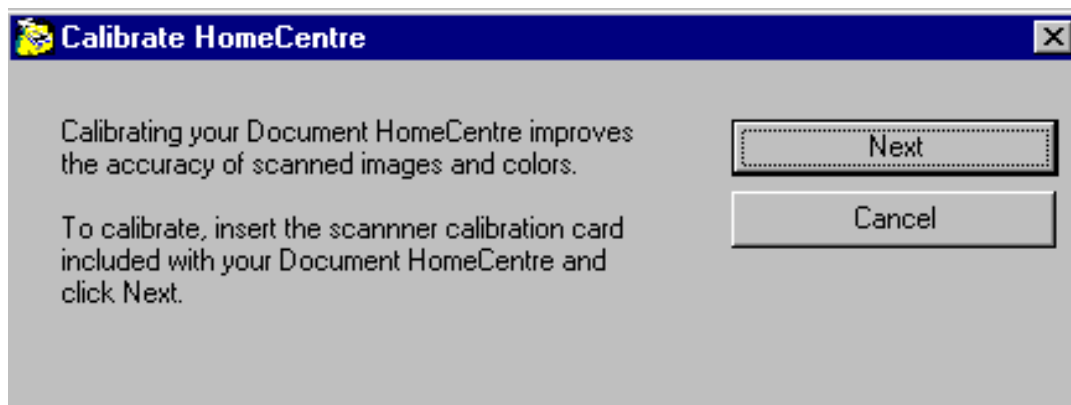 Calibrate HomeCentre
Calibrating your Document HomeCentre improves
the accuracy of scanned images and colors.
To calibrate, insert the scannner calibration card
included with your Document HomeCentre and
click Next.
Next
Cancel